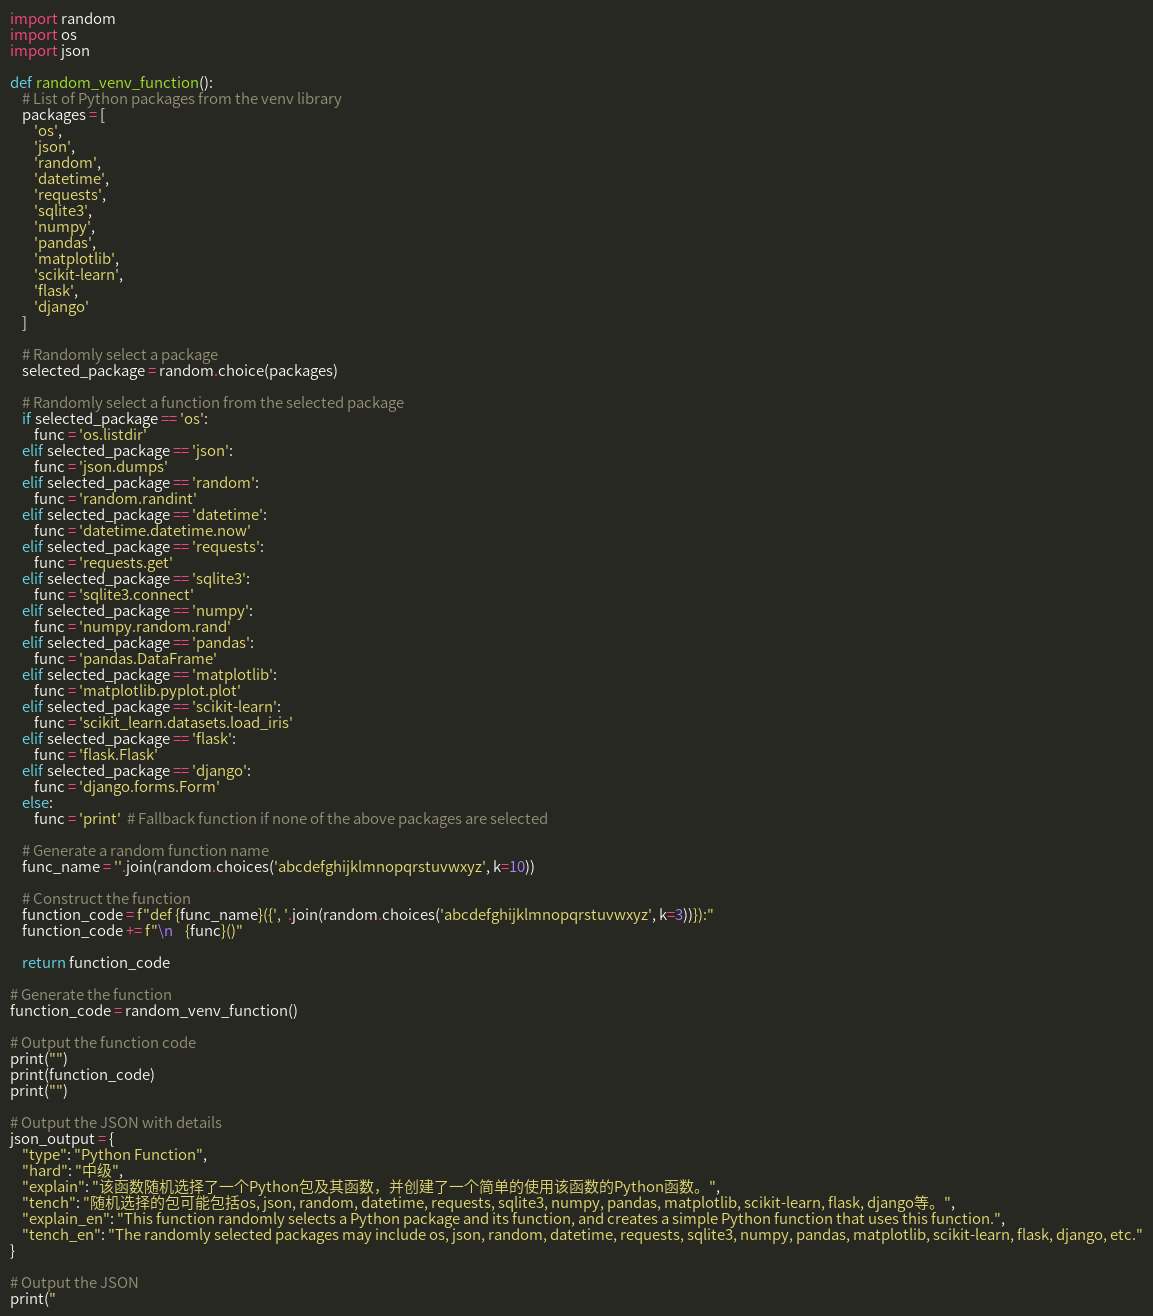 import random
import os
import json

def random_venv_function():
    # List of Python packages from the venv library
    packages = [
        'os',
        'json',
        'random',
        'datetime',
        'requests',
        'sqlite3',
        'numpy',
        'pandas',
        'matplotlib',
        'scikit-learn',
        'flask',
        'django'
    ]

    # Randomly select a package
    selected_package = random.choice(packages)

    # Randomly select a function from the selected package
    if selected_package == 'os':
        func = 'os.listdir'
    elif selected_package == 'json':
        func = 'json.dumps'
    elif selected_package == 'random':
        func = 'random.randint'
    elif selected_package == 'datetime':
        func = 'datetime.datetime.now'
    elif selected_package == 'requests':
        func = 'requests.get'
    elif selected_package == 'sqlite3':
        func = 'sqlite3.connect'
    elif selected_package == 'numpy':
        func = 'numpy.random.rand'
    elif selected_package == 'pandas':
        func = 'pandas.DataFrame'
    elif selected_package == 'matplotlib':
        func = 'matplotlib.pyplot.plot'
    elif selected_package == 'scikit-learn':
        func = 'scikit_learn.datasets.load_iris'
    elif selected_package == 'flask':
        func = 'flask.Flask'
    elif selected_package == 'django':
        func = 'django.forms.Form'
    else:
        func = 'print'  # Fallback function if none of the above packages are selected

    # Generate a random function name
    func_name = ''.join(random.choices('abcdefghijklmnopqrstuvwxyz', k=10))

    # Construct the function
    function_code = f"def {func_name}({', '.join(random.choices('abcdefghijklmnopqrstuvwxyz', k=3))}):"
    function_code += f"\n    {func}()"

    return function_code

# Generate the function
function_code = random_venv_function()

# Output the function code
print("")
print(function_code)
print("")

# Output the JSON with details
json_output = {
    "type": "Python Function",
    "hard": "中级",
    "explain": "该函数随机选择了一个Python包及其函数，并创建了一个简单的使用该函数的Python函数。",
    "tench": "随机选择的包可能包括os, json, random, datetime, requests, sqlite3, numpy, pandas, matplotlib, scikit-learn, flask, django等。",
    "explain_en": "This function randomly selects a Python package and its function, and creates a simple Python function that uses this function.",
    "tench_en": "The randomly selected packages may include os, json, random, datetime, requests, sqlite3, numpy, pandas, matplotlib, scikit-learn, flask, django, etc."
}

# Output the JSON
print("